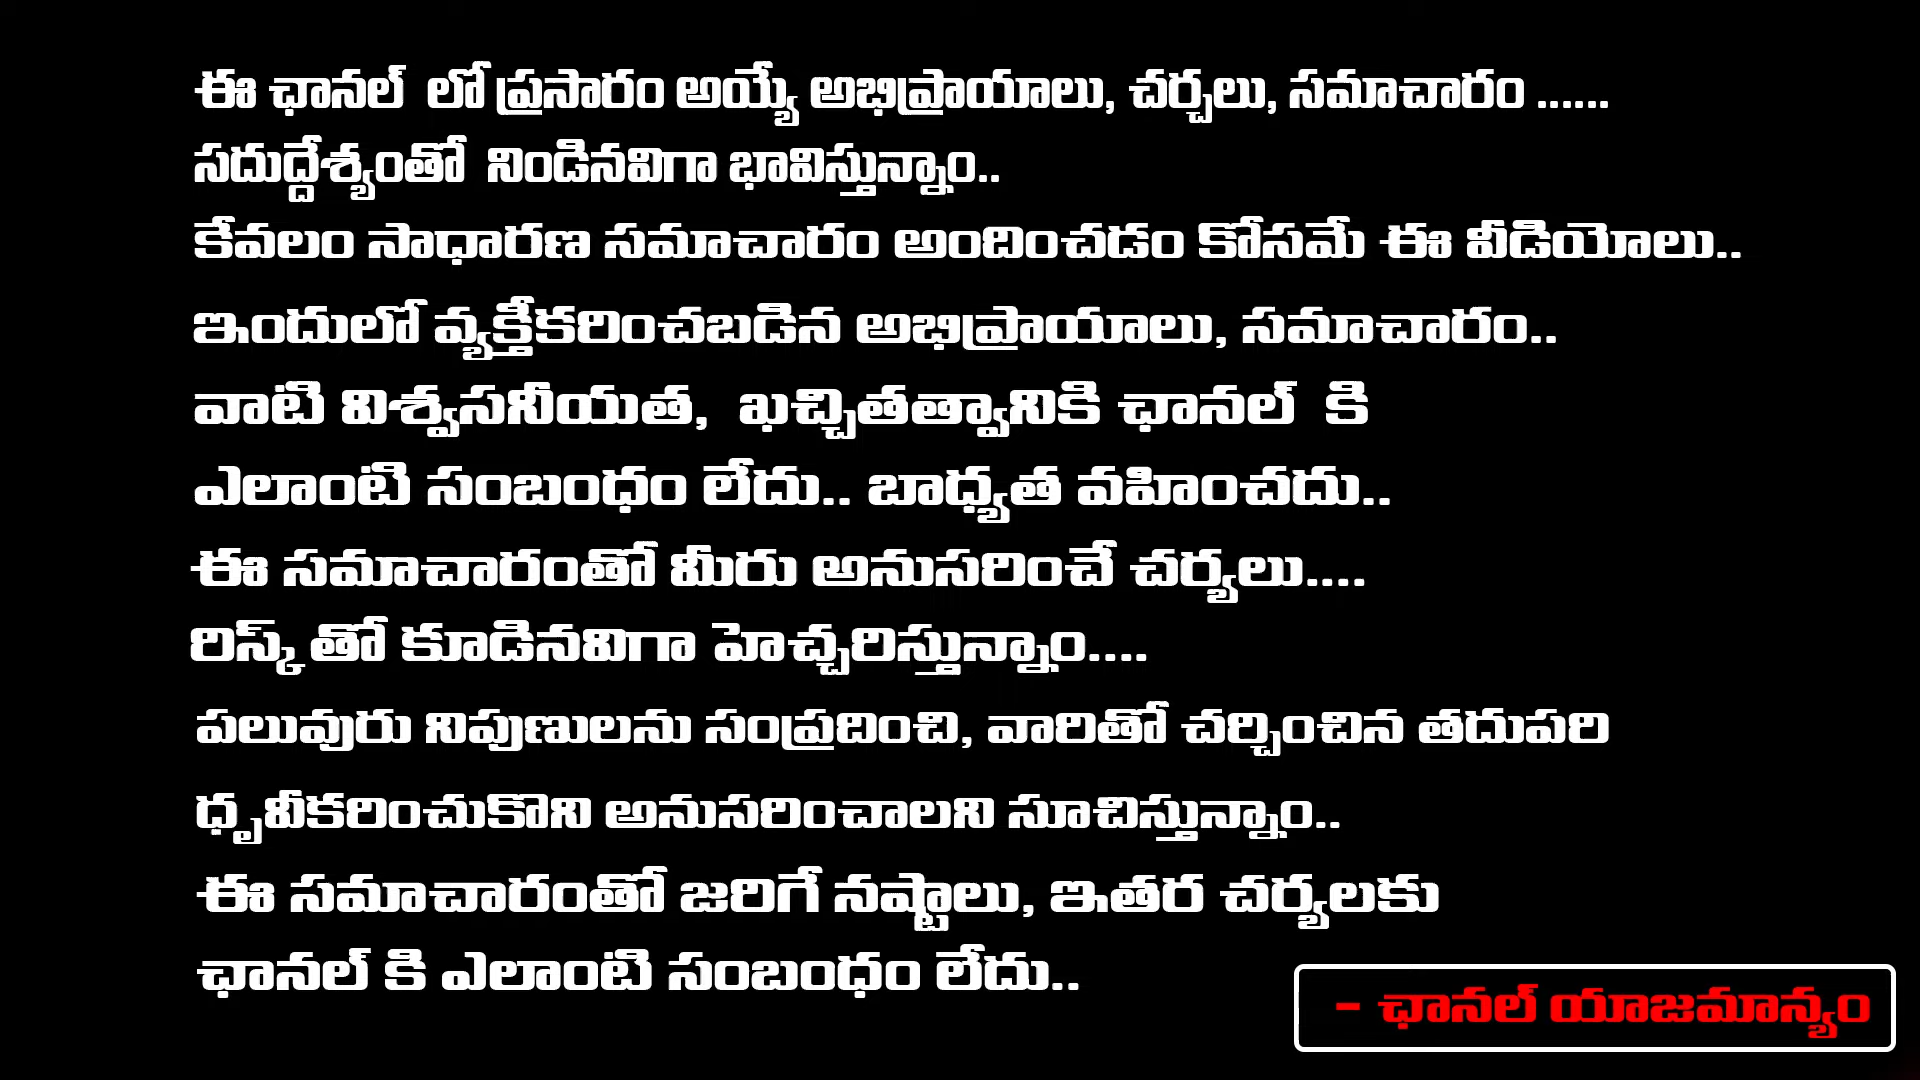 ఈ ఛానల్ లో ప్రసారం అయ్యే అభిప్రాయాలు, చర్చలు, సమాచారం ......
సదుద్దేశ్యంతో నిండినవిగా భావిస్తున్నాం..
కేవలం సాధారణ సమాచారం అందించడం కోసమే ఈ వీడియోలు..
ఇందులో వ్యక్తీకరించబడిన అభిప్రాయాలు, సమాచారం..
వాటి విశ్వసనీయత, ఖచ్చితత్వానికి ఛానల్ కి
ఎలాంటి సంబంధం లేదు.. బాధ్యత వహించదు..
ఈ సమాచారంతో మీరు అనుసరించే చర్యలు....
రిస్క్ తో కూడినవిగా హెచ్చరిస్తున్నాం....
పలువురు నిపుణులను సంప్రదించి, వారితో చర్చించిన తదుపరి
ధృవీకరించుకొని అనుసరించాలని సూచిస్తున్నాం..
ఈ సమాచారంతో జరిగే నష్టాలు, ఇతర చర్యలకు
ఛానల్ కి ఎలాంటి సంబంధం లేదు..
- ఛానల్ యాజమాన్యం